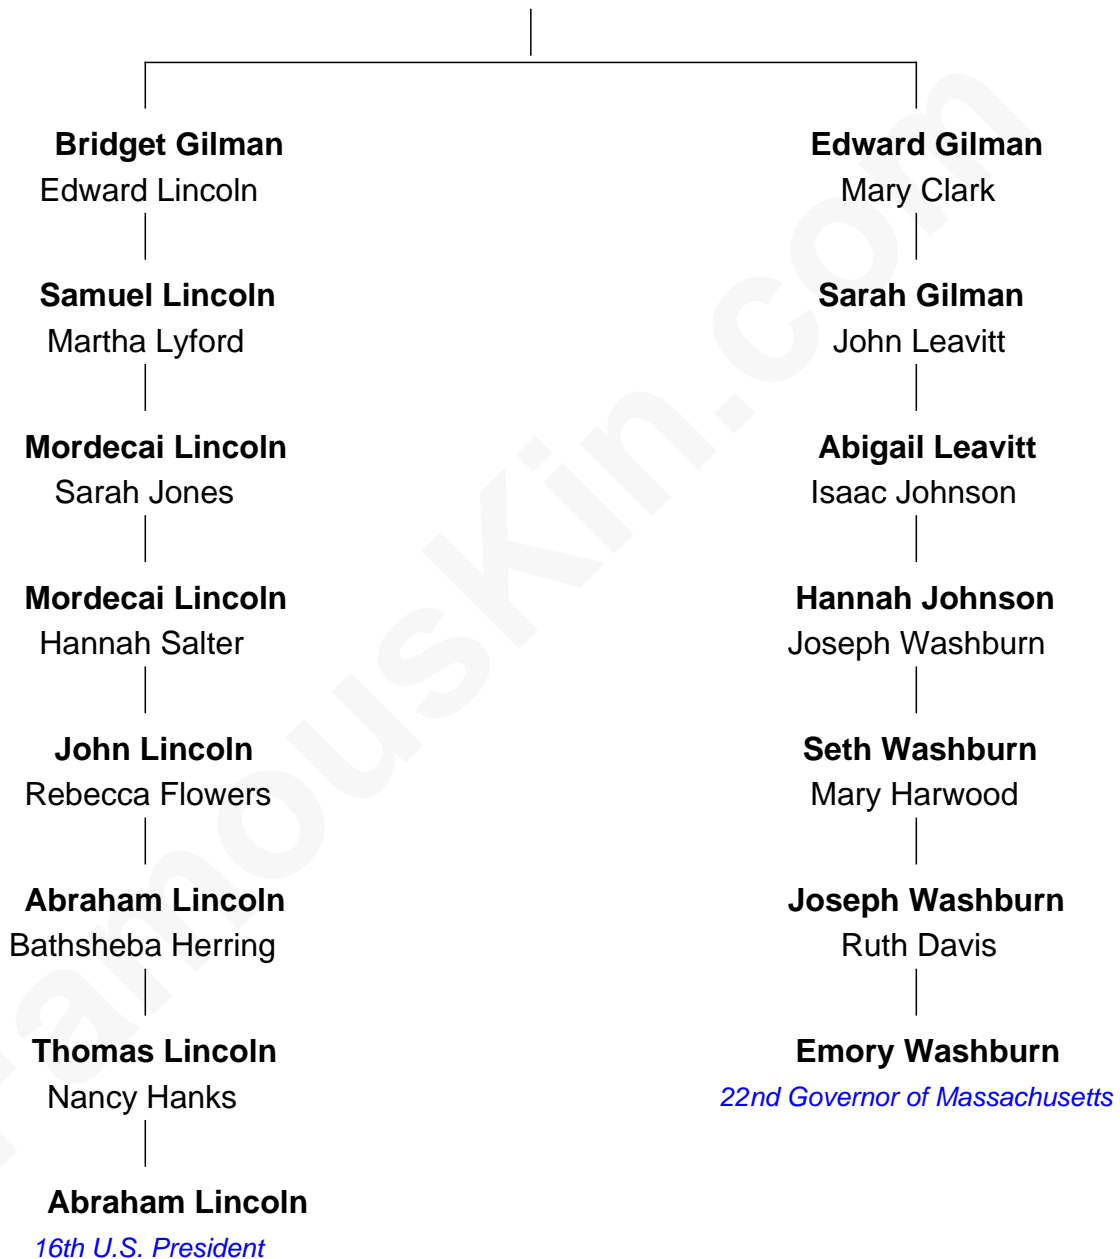 Bridget Gilman
Edward Lincoln
Edward Gilman
Mary Clark
Samuel Lincoln
Martha Lyford
Sarah Gilman
John Leavitt
Mordecai Lincoln
Sarah Jones
Abigail Leavitt
Isaac Johnson
Mordecai Lincoln
Hannah Salter
Hannah Johnson
Joseph Washburn
John Lincoln
Rebecca Flowers
Seth Washburn
Mary Harwood
Abraham Lincoln
Bathsheba Herring
Joseph Washburn
Ruth Davis
Thomas Lincoln
Nancy Hanks
Emory Washburn
22nd Governor of Massachusetts
Abraham Lincoln
16th U.S. President
FamousKin.com